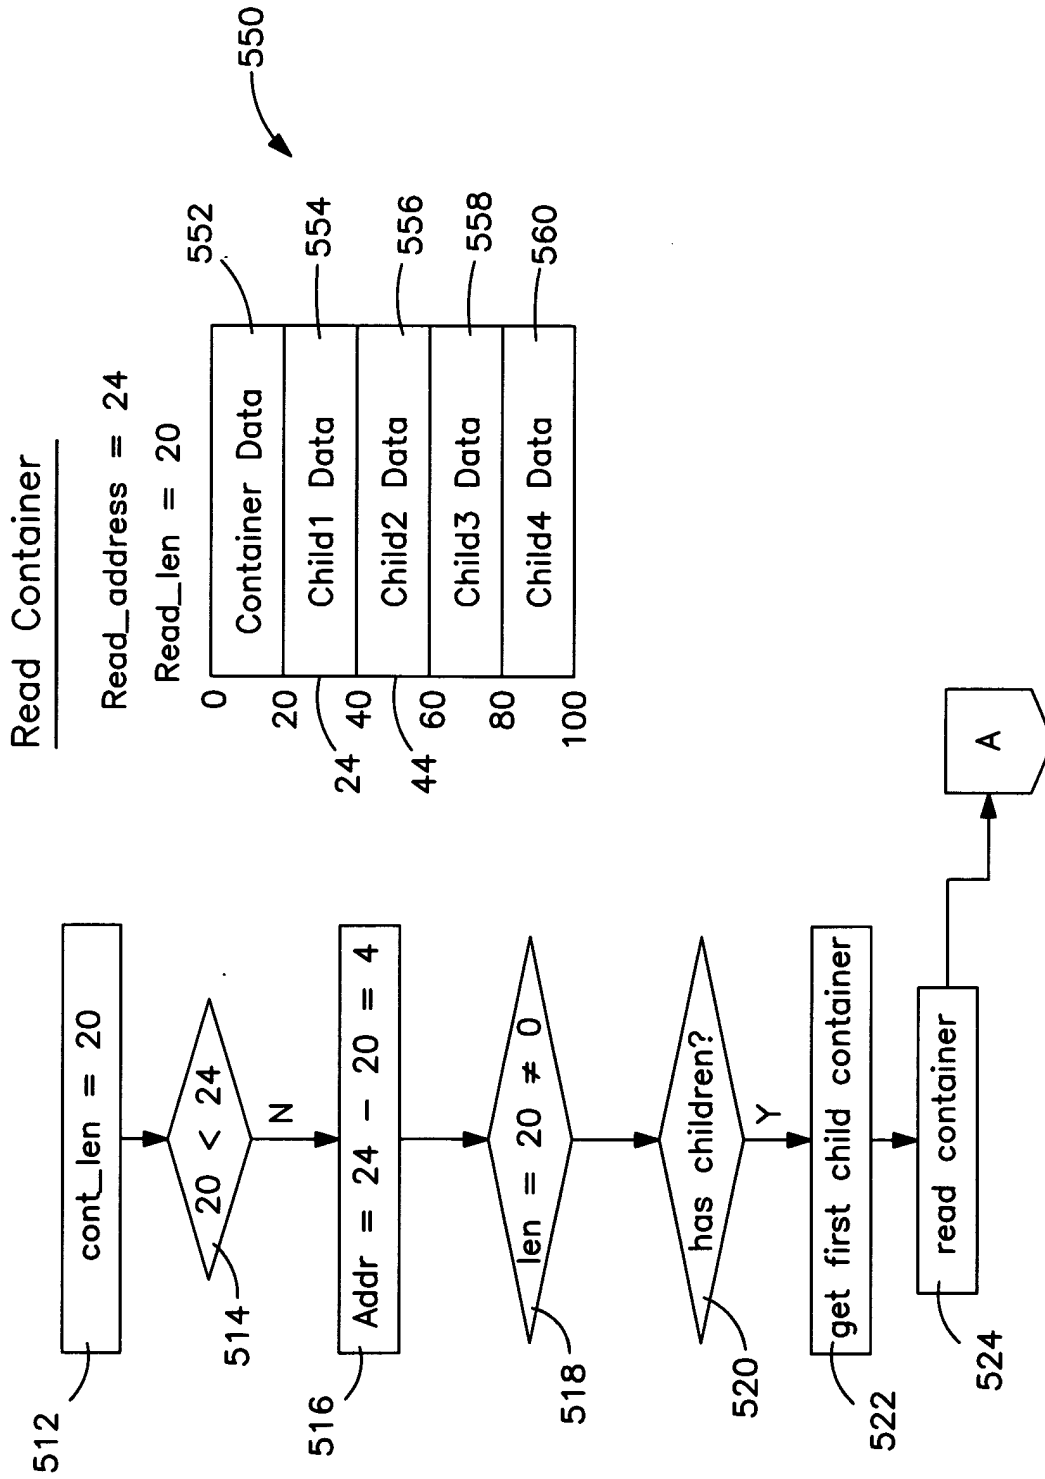 Read Container
Read_address = 24
Read_len = 20
550
0
20
40
60
80
100
24
44
Container Data
Child1 Data
Child2 Data
Child3 Data
Child4 Data
552
554
556
558
560
512
cont_len = 20
514
20 < 24
N
516
Addr = 24 - 20 = 4
518
len = 20 ≠ 0
520
has children?
Y
522
get first child container
524
read container
A